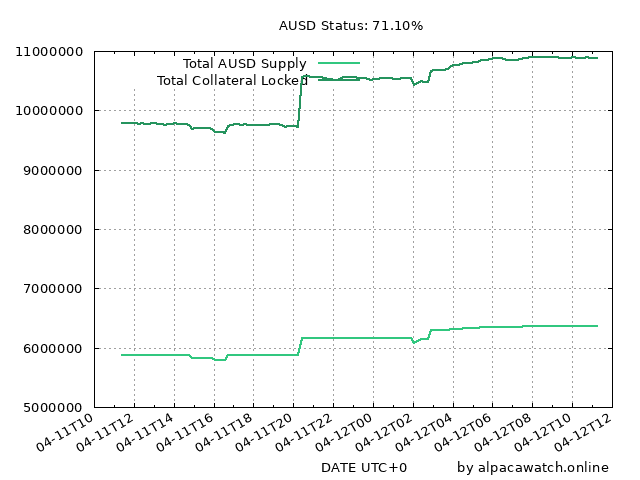 AUSD Status: 71.10%
11000000
Total AUSD Supply
Total Collateral Locked
10000000
9000000
8000000
7000000
6000000
5000000
04-11T10
04-11T12
04-11T14
04-11T16
04-11T18
04-11T20
04-11T22
04-12T00
04-12T02
04-12T04
04-12T06
04-12T08
04-12T10
04-12T12
DATE UTC+0
by alpacawatch.online